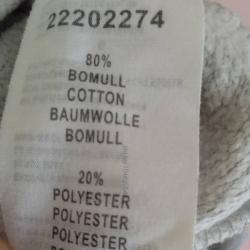 22202274
80%
BOMULL
COTTON
BAUMWOLLE
BOMULL
20%
POLYESTER
POLYESTER
POLYESTER